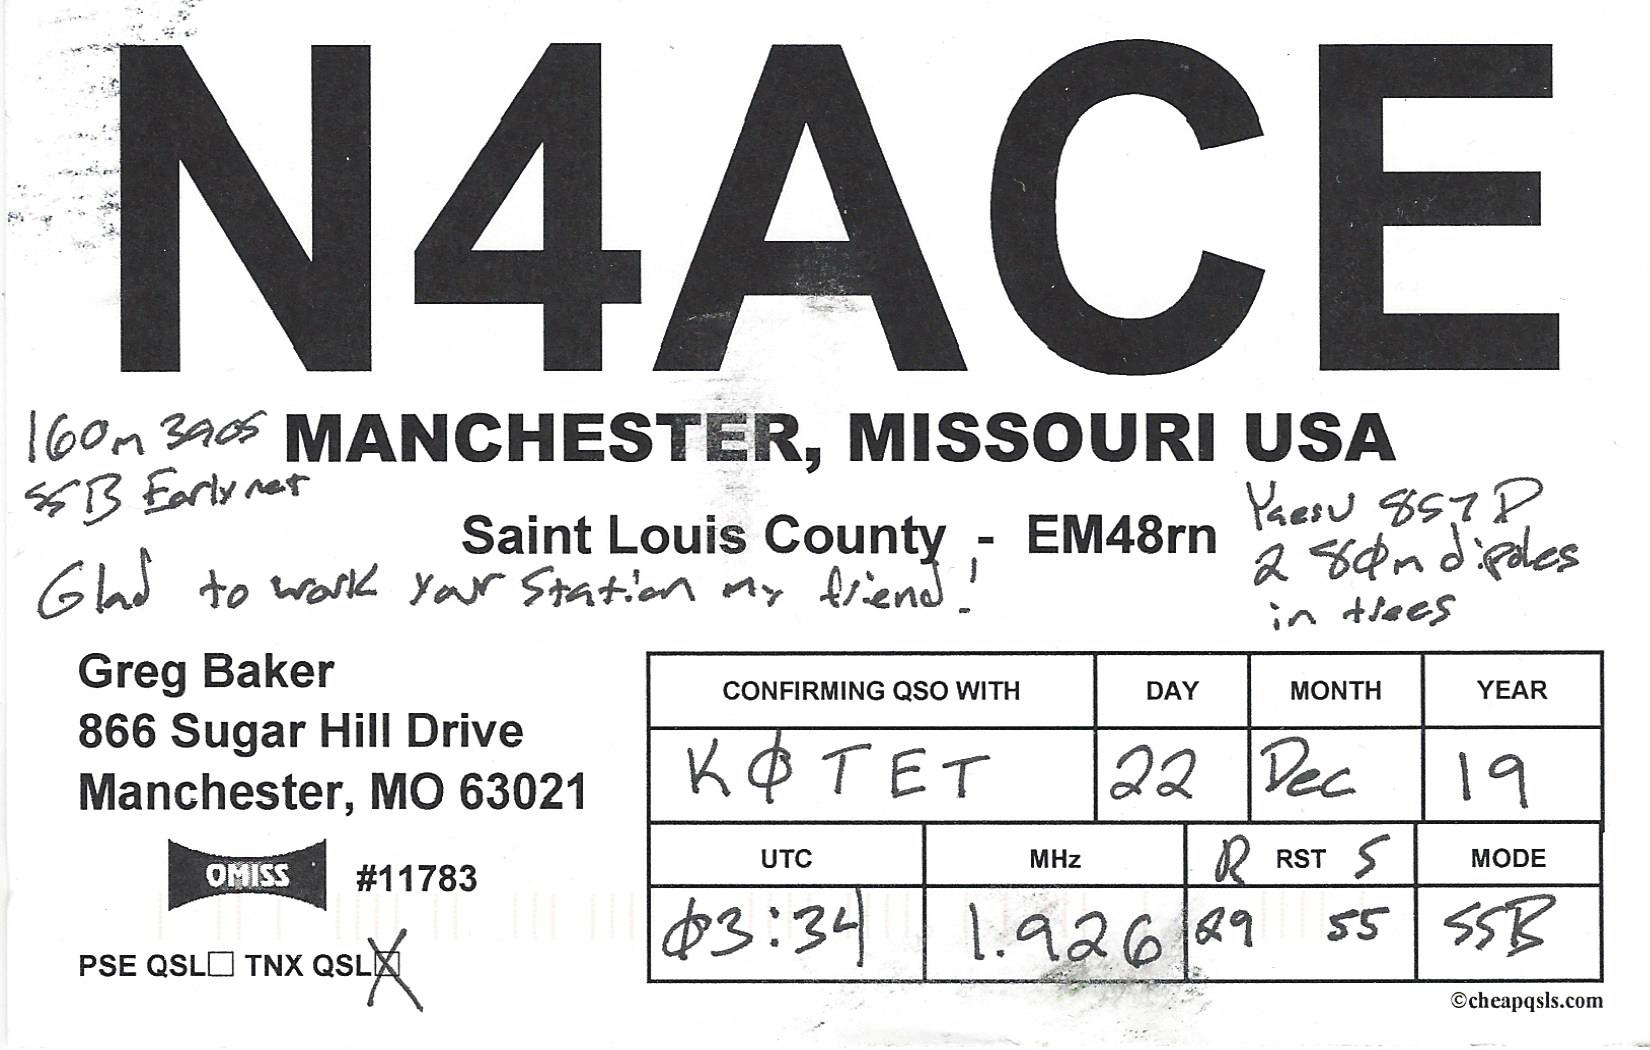 N4ACE
160m 3905
SSB Early net
MANCHESTER, MISSOURI USA
Saint Louis County - EM48rn
Yaesu 857D
2 80m dipoles
in trees
Glad to work your station my friend!
Greg Baker
866 Sugar Hill Drive
Manchester, MO 63021
OMISS #11783
PSE QSL☐ TNX QSL☒
CONFIRMING QSO WITH DAY MONTH YEAR
KØTET 22 Dec 19
UTC MHz R RST S MODE
Ø3:34 1.926 29 55 SSB
©cheapqsls.com